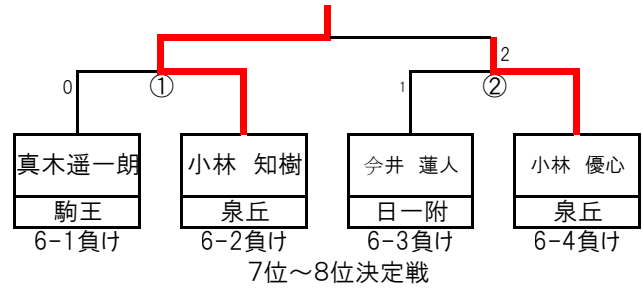 2
0 ① 1 ②
真木遥一朗 小林 知樹 今井 蓮人 小林 優心
駒王 泉丘 日一附 泉丘
6-1負け 6-2負け 6-3負け 6-4負け
7位～8位決定戦